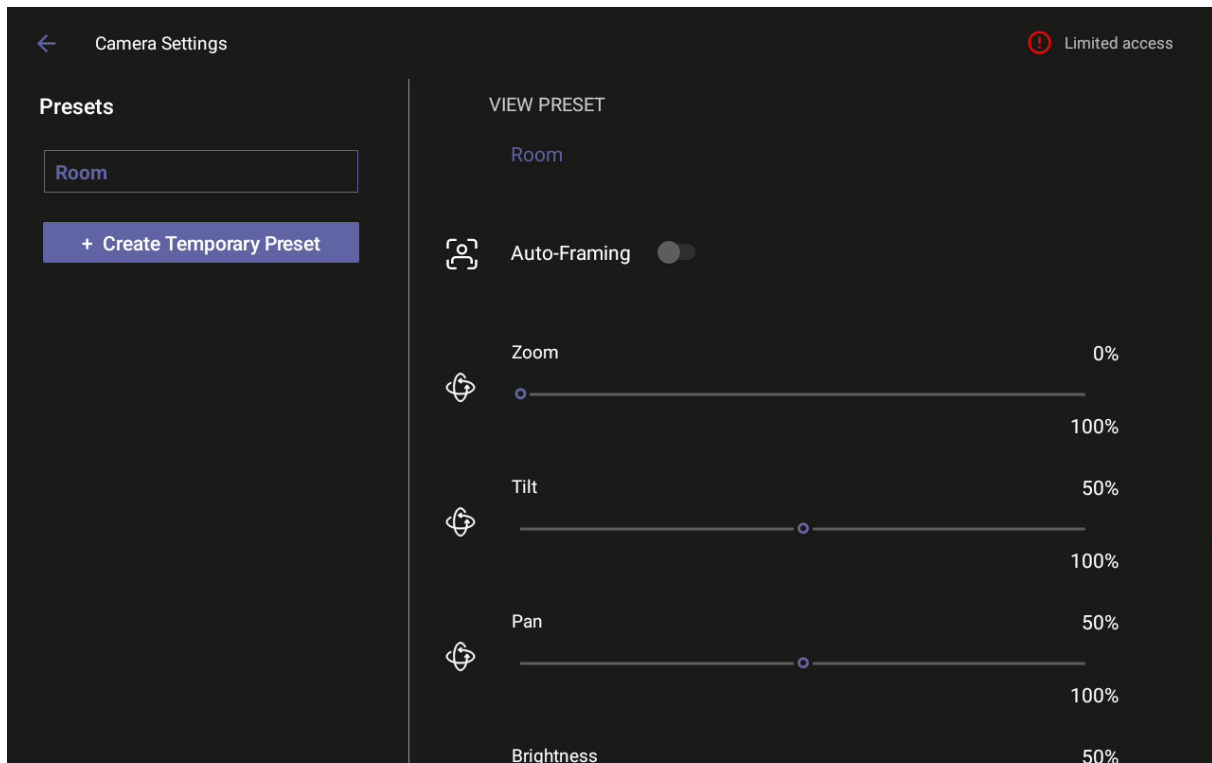 Camera Settings
Limited access
Presets
Room
+ Create Temporary Preset
VIEW PRESET
Room
Auto-Framing
Zoom 0%
100%
Tilt 50%
100%
Pan 50%
100%
Brightness 50%